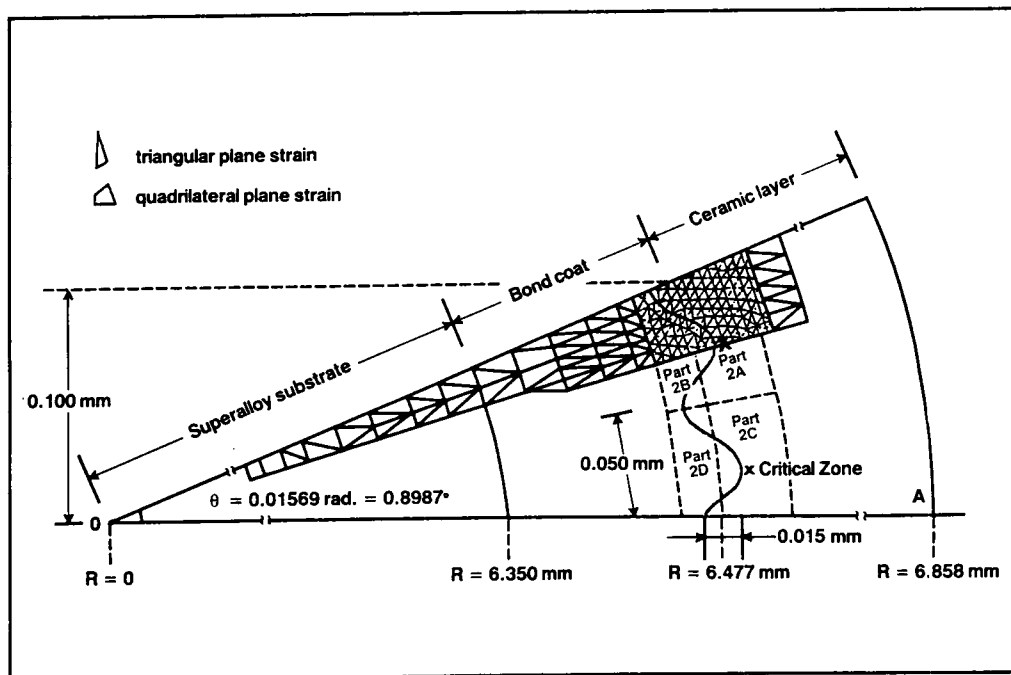 triangular plane strain
quadrilateral plane strain
Ceramic layer
Bond coat
Superalloy substrate
0.100 mm
Part
2B
Part
2A
Part
2C
Part
2D
0.050 mm
x Critical Zone
θ = 0.01569 rad. = 0.8987°
A
0
0.015 mm
R = 0
R = 6.350 mm
R = 6.477 mm
R = 6.858 mm